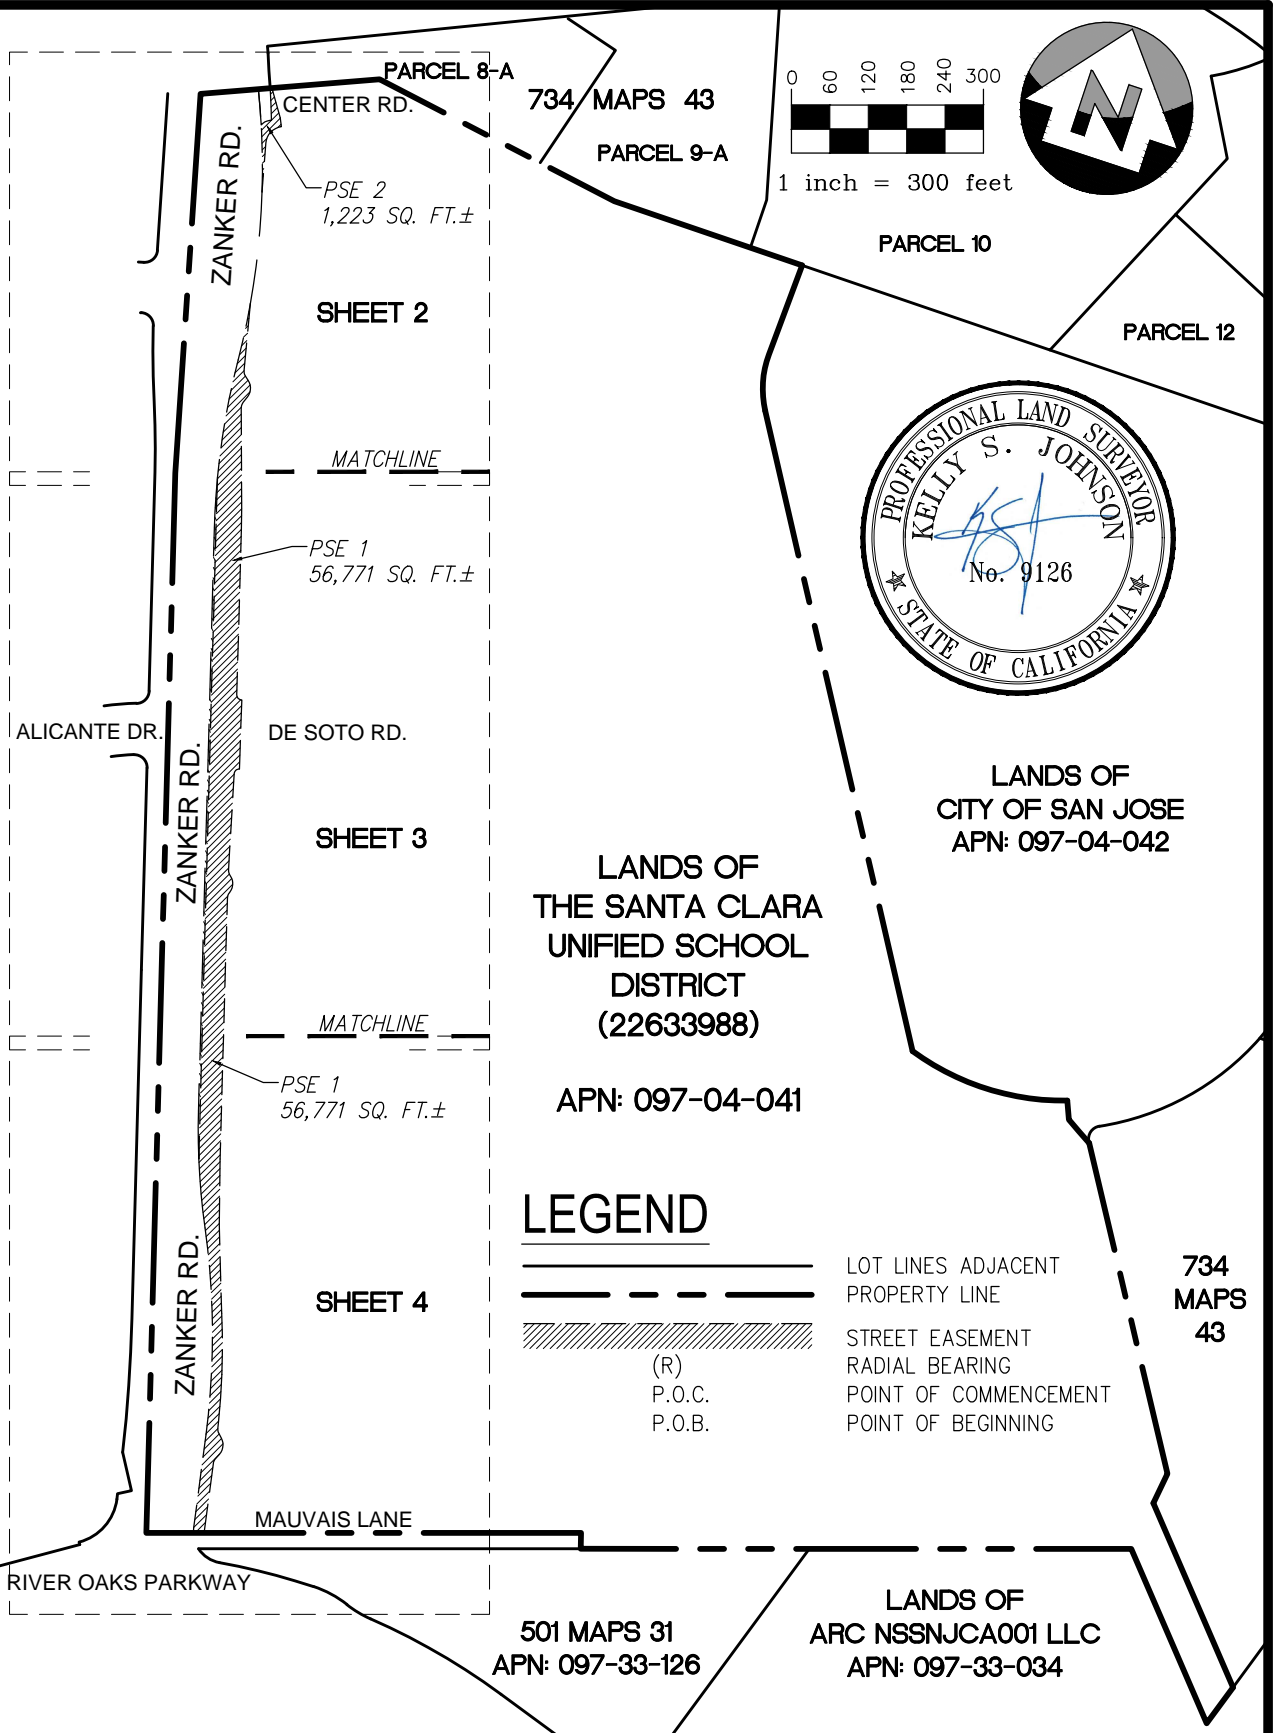 PARCEL 8-A
CENTER RD.
734 MAPS 43
PARCEL 9-A
0 60 120 180 240 300
1 inch = 300 feet
N
PARCEL 10
PARCEL 12
ZANKER RD.
PSE 2
1,223 SQ. FT.±
SHEET 2
MATCHLINE
PSE 1
56,771 SQ. FT.±
PROFESSIONAL LAND SURVEYOR
KELLY S. JOHNSON
No. 9126
STATE OF CALIFORNIA
ALICANTE DR.
ZANKER RD.
DE SOTO RD.
SHEET 3
LANDS OF
CITY OF SAN JOSE
APN: 097-04-042
LANDS OF
THE SANTA CLARA
UNIFIED SCHOOL
DISTRICT
(22633988)
APN: 097-04-041
MATCHLINE
PSE 1
56,771 SQ. FT.±
ZANKER RD.
SHEET 4
LEGEND
LOT LINES ADJACENT
PROPERTY LINE
STREET EASEMENT
(R) RADIAL BEARING
P.O.C. POINT OF COMMENCEMENT
P.O.B. POINT OF BEGINNING
734
MAPS
43
MAUVAIS LANE
RIVER OAKS PARKWAY
501 MAPS 31
APN: 097-33-126
LANDS OF
ARC NSSNJCA001 LLC
APN: 097-33-034